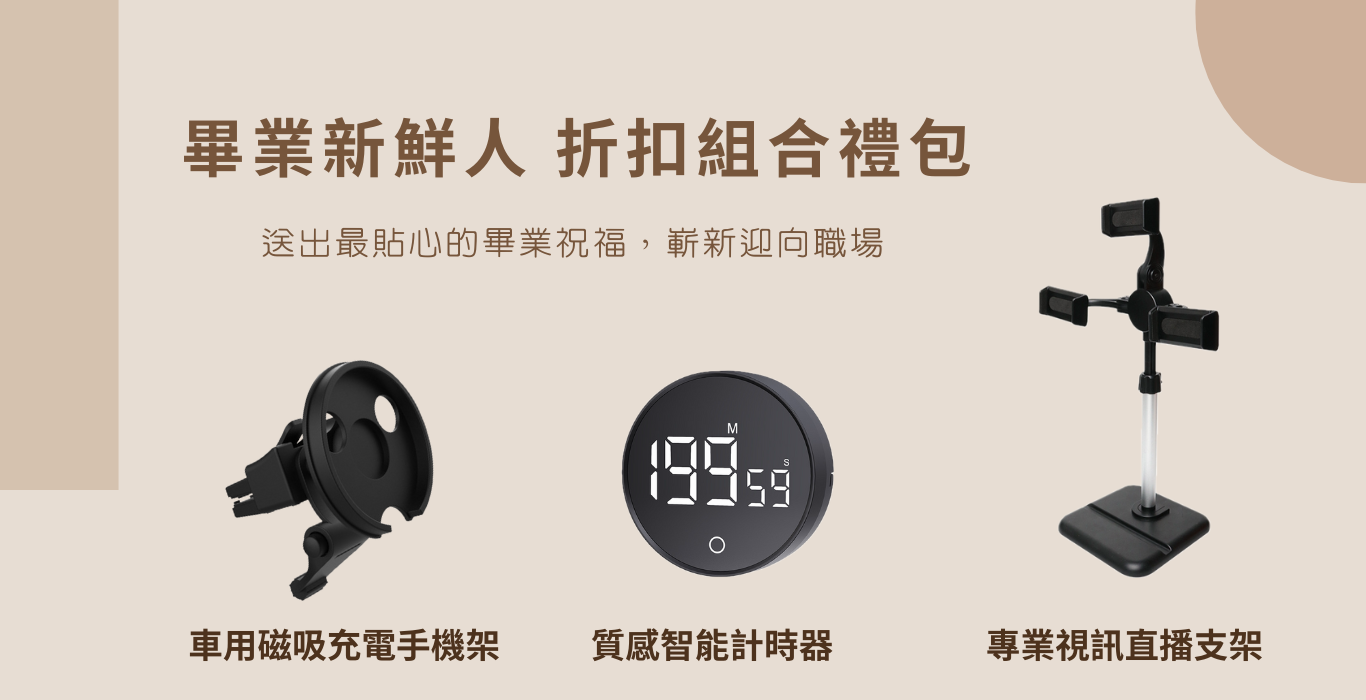 畢業新鮮人 折扣組合禮包
送出最貼心的畢業祝福，嶄新迎向職場
M
199
S
59
車用磁吸充電手機架
質感智能計時器
專業視訊直播支架